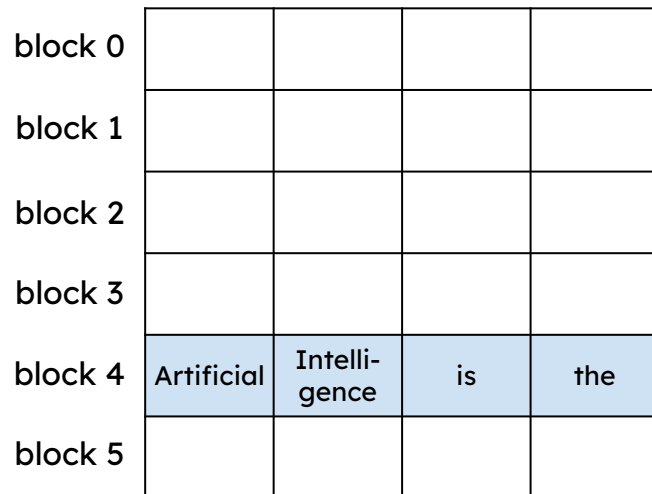 block 0
block 1
block 2
block 3
block 4 Artificial Intelli-
gence is the
block 5